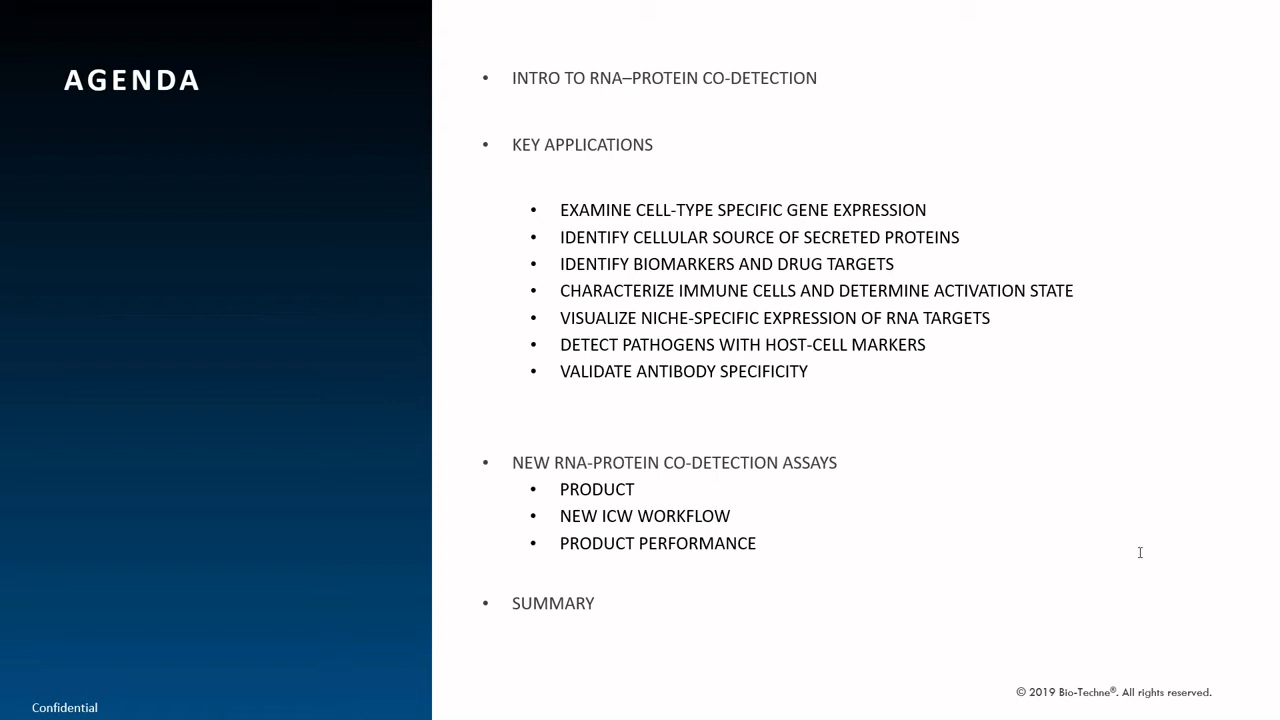 AGENDA
• INTRO TO RNA–PROTEIN CO-DETECTION
• KEY APPLICATIONS
• EXAMINE CELL-TYPE SPECIFIC GENE EXPRESSION
• IDENTIFY CELLULAR SOURCE OF SECRETED PROTEINS
• IDENTIFY BIOMARKERS AND DRUG TARGETS
• CHARACTERIZE IMMUNE CELLS AND DETERMINE ACTIVATION STATE
• VISUALIZE NICHE-SPECIFIC EXPRESSION OF RNA TARGETS
• DETECT PATHOGENS WITH HOST-CELL MARKERS
• VALIDATE ANTIBODY SPECIFICITY
• NEW RNA-PROTEIN CO-DETECTION ASSAYS
• PRODUCT
• NEW ICW WORKFLOW
• PRODUCT PERFORMANCE
• SUMMARY
© 2019 Bio-Techne®. All rights reserved.
Confidential